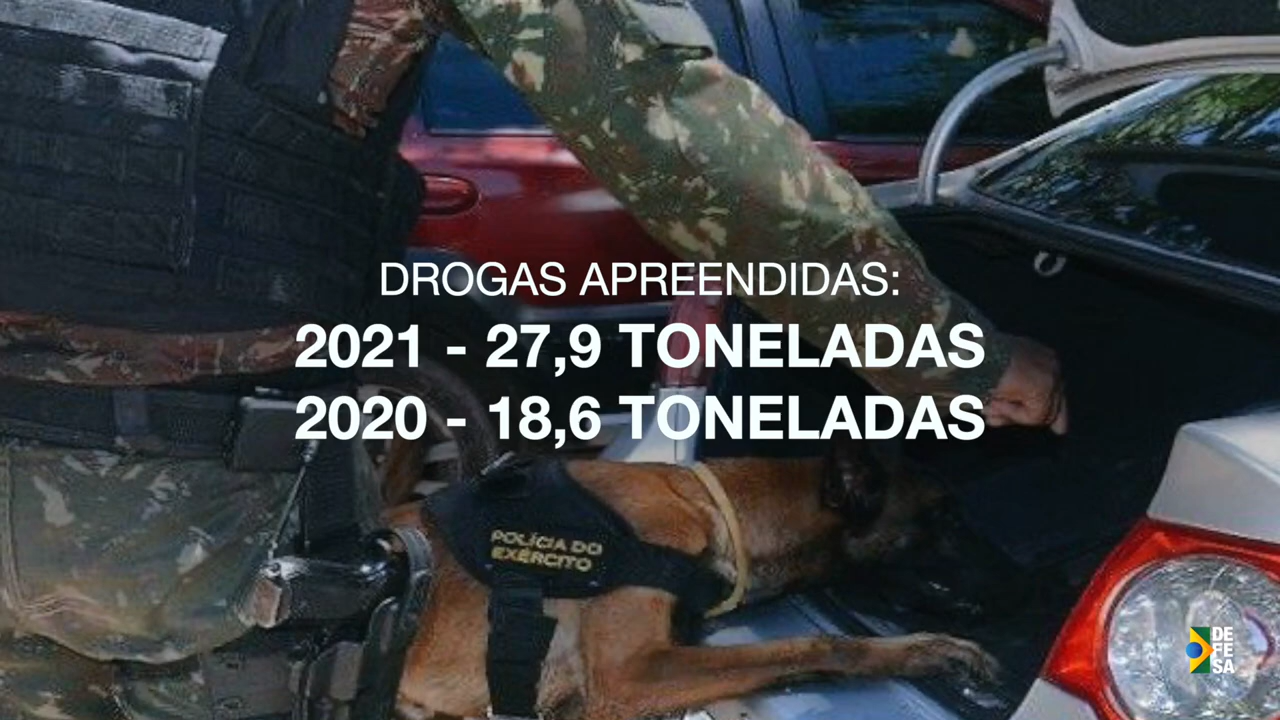 DROGAS APREENDIDAS:
2021 - 27,9 TONELADAS
2020 - 18,6 TONELADAS
POLÍCIA DO
EXÉRCITO
DE
FE
SA